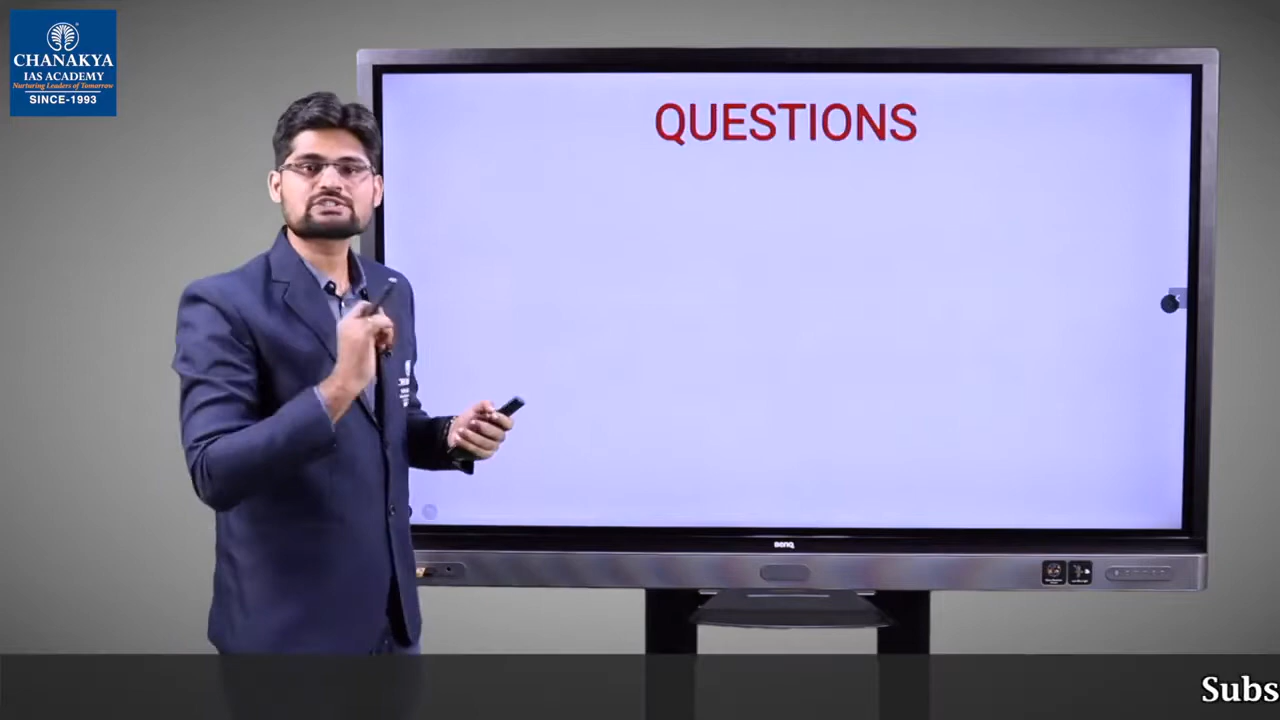 CHANAKYA
IAS ACADEMY
Nurturing Leaders of Tomorrow
SINCE-1993
QUESTIONS
BenQ
Subs